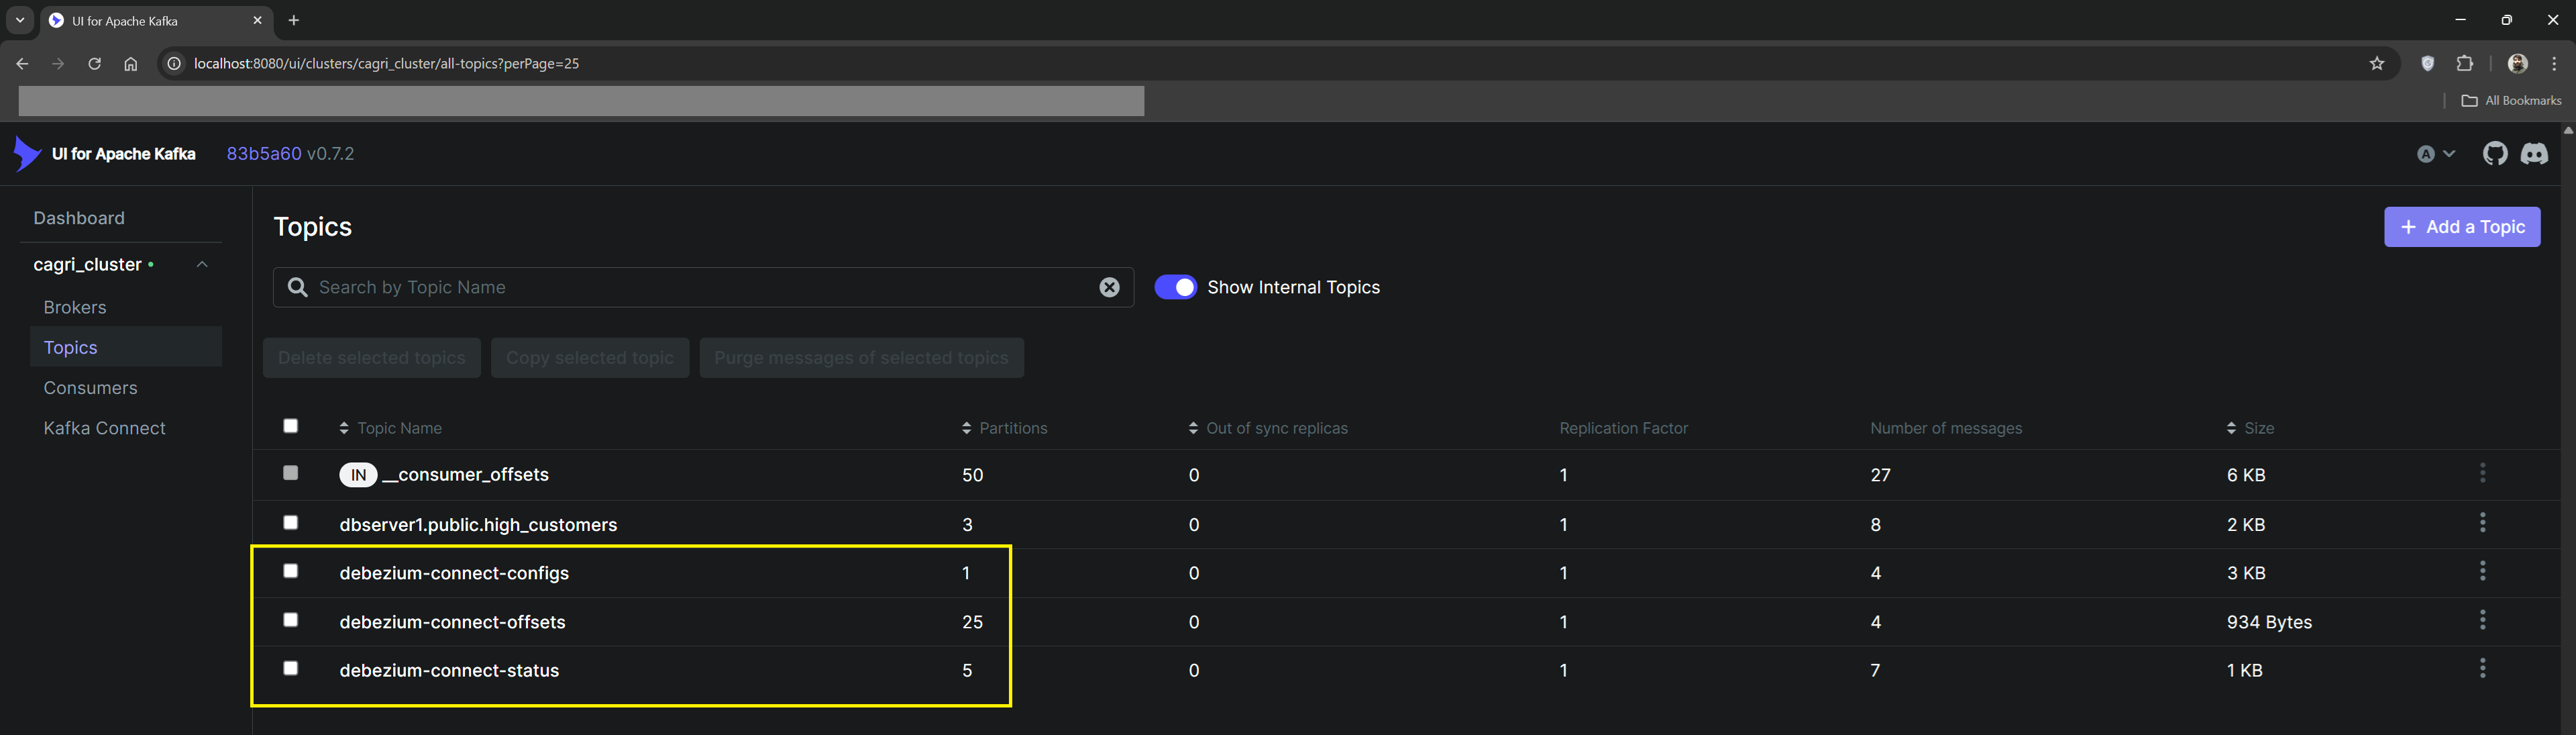 UI for Apache Kafka
localhost:8080/ui/clusters/cagri_cluster/all-topics?perPage=25
All Bookmarks
UI for Apache Kafka 83b5a60 v0.7.2 A
Dashboard
cagri_cluster
Brokers
Topics
Consumers
Kafka Connect
Topics
+ Add a Topic
Search by Topic Name
Show Internal Topics
Delete selected topics Copy selected topic Purge messages of selected topics
Topic Name Partitions Out of sync replicas Replication Factor Number of messages Size
IN __consumer_offsets 50 0 1 27 6 KB
dbserver1.public.high_customers 3 0 1 8 2 KB
debezium-connect-configs 1 0 1 4 3 KB
debezium-connect-offsets 25 0 1 4 934 Bytes
debezium-connect-status 5 0 1 7 1 KB